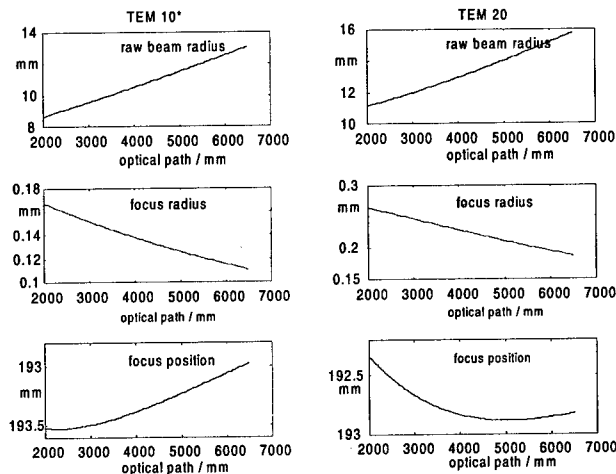 TEM 10*
14
mm
raw beam radius
10
8
2000 3000 4000 5000 6000 7000
optical path / mm
0.18
mm
focus radius
0.14
0.12
0.1
2000 3000 4000 5000 6000 7000
optical path / mm
193
mm
focus position
193.5
2000 3000 4000 5000 6000 7000
optical path / mm
TEM 20
16
mm
raw beam radius
12
10
2000 3000 4000 5000 6000 7000
optical path / mm
0.3
mm
focus radius
0.2
0.15
2000 3000 4000 5000 6000 7000
optical path / mm
192.5
mm
focus position
193
2000 3000 4000 5000 6000 7000
optical path / mm